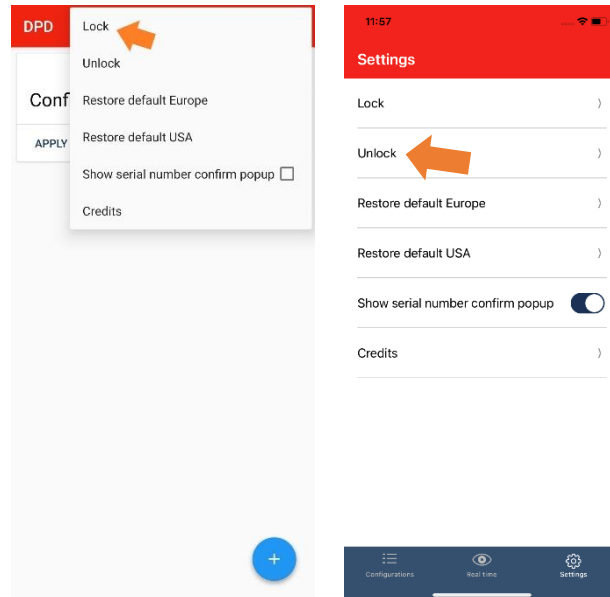 DPD
Lock
Unlock
Conf
Restore default Europe
APPLY
Restore default USA
Show serial number confirm popup
Credits
+
11:57
Settings
Lock
Unlock
Restore default Europe
Restore default USA
Show serial number confirm popup
Credits
Configurations
Real time
Settings